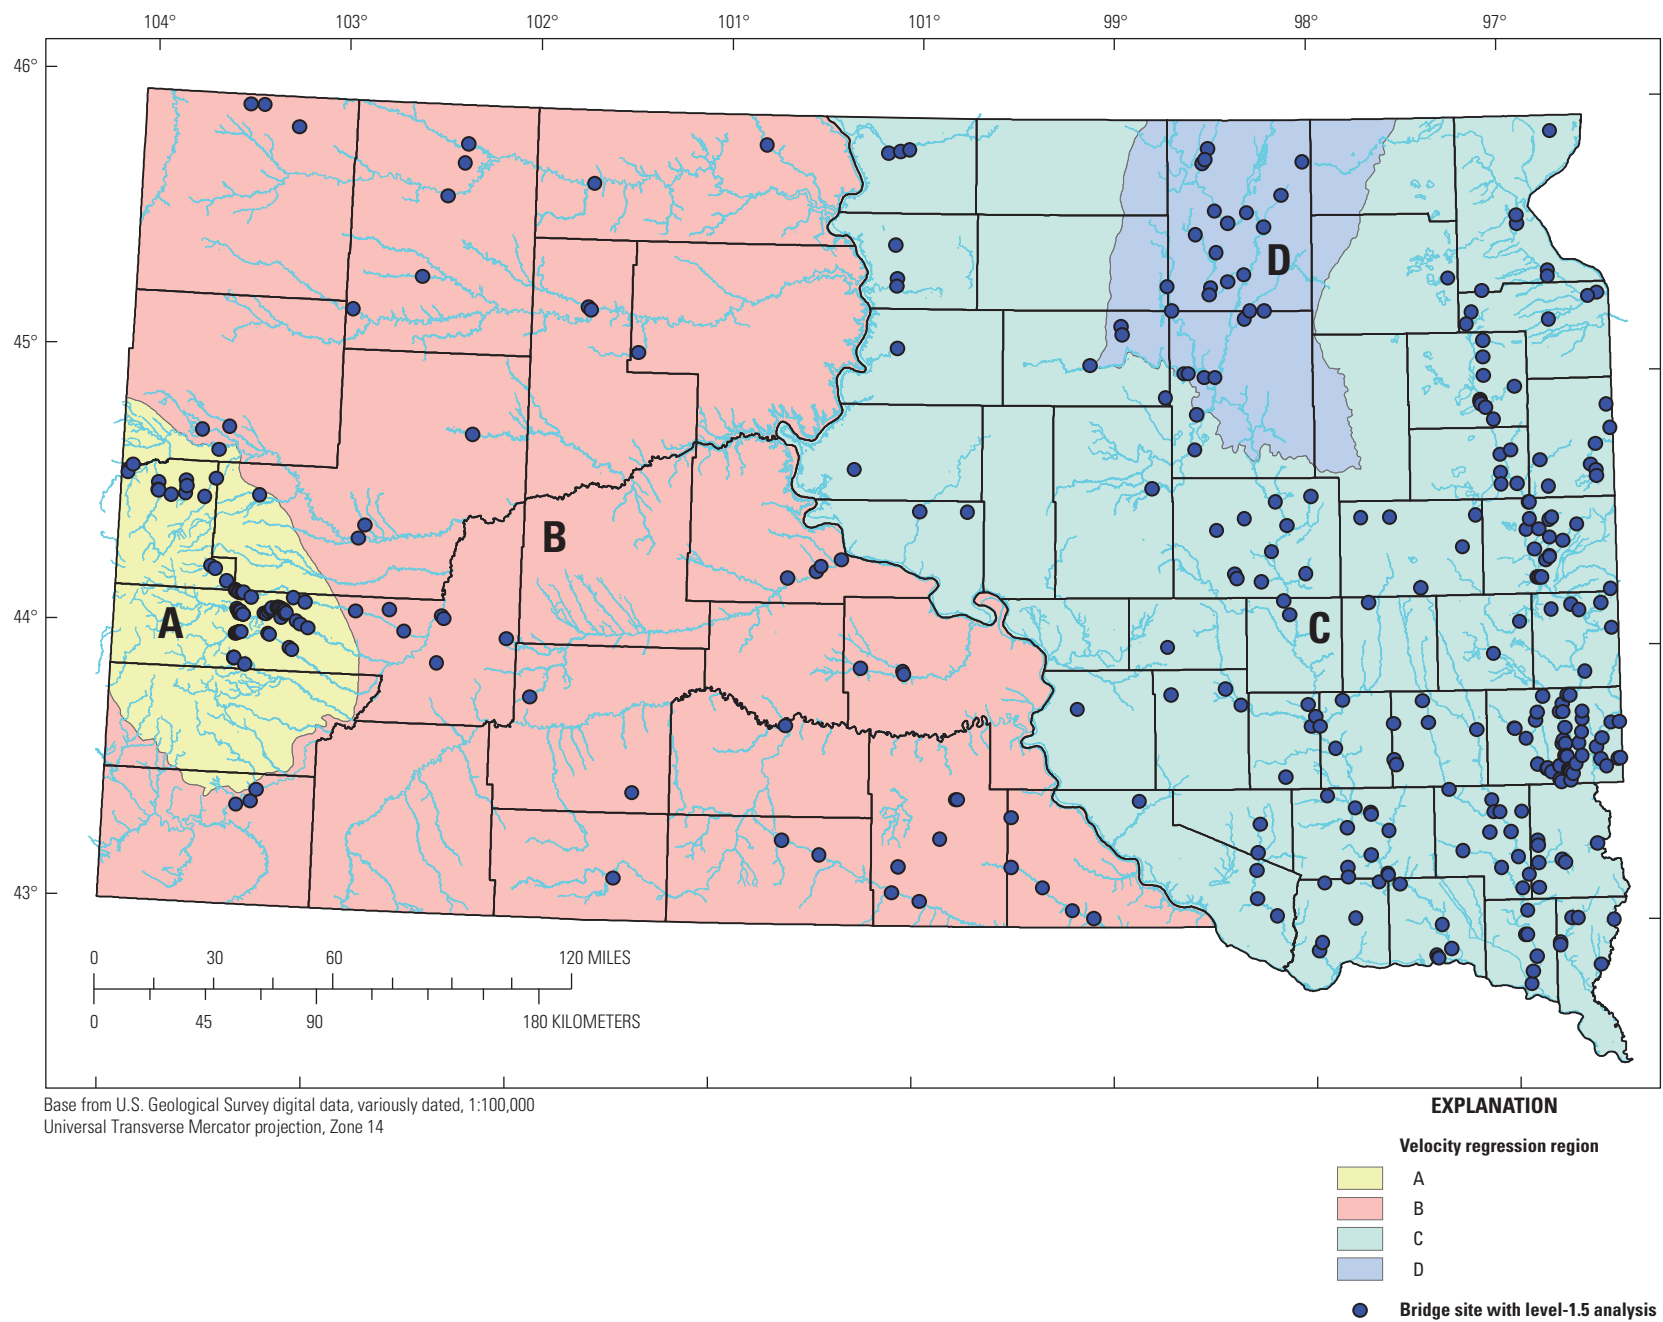 104° 103° 102° 101° 101° 99° 98° 97°
46°
45°
44°
43°
D
B
A
C
0 30 60 120 MILES
0 45 90 180 KILOMETERS
Base from U.S. Geological Survey digital data, variously dated, 1:100,000
Universal Transverse Mercator projection, Zone 14
EXPLANATION
Velocity regression region
A
B
C
D
Bridge site with level-1.5 analysis